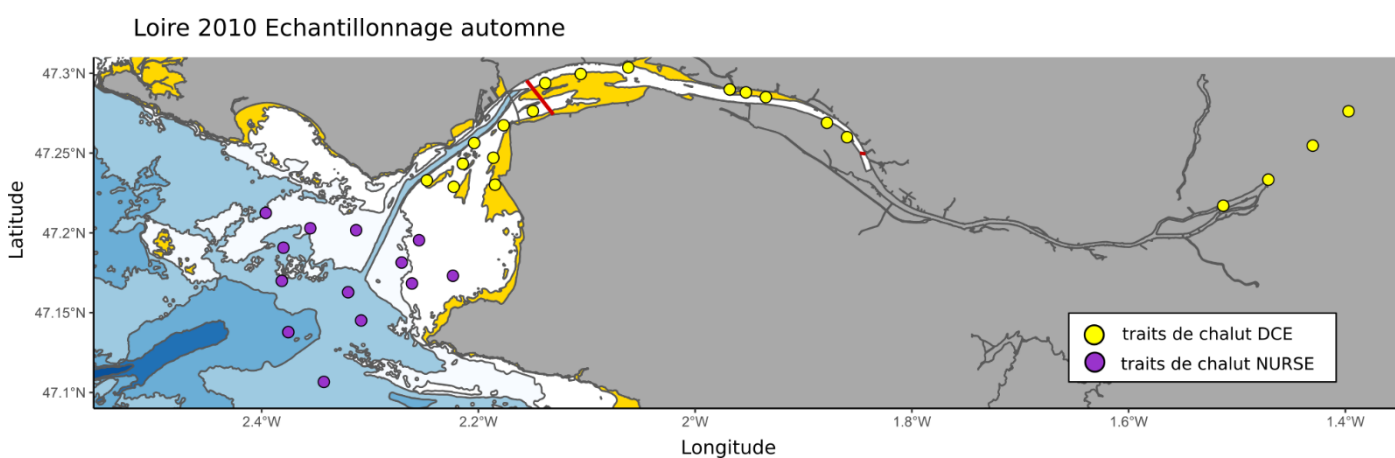 Loire 2010 Echantillonnage automne
Latitude
47.3°N
47.25°N
47.2°N
47.15°N
47.1°N
traits de chalut DCE
traits de chalut NURSE
2.4°W 2.2°W 2°W 1.8°W 1.6°W 1.4°W
Longitude